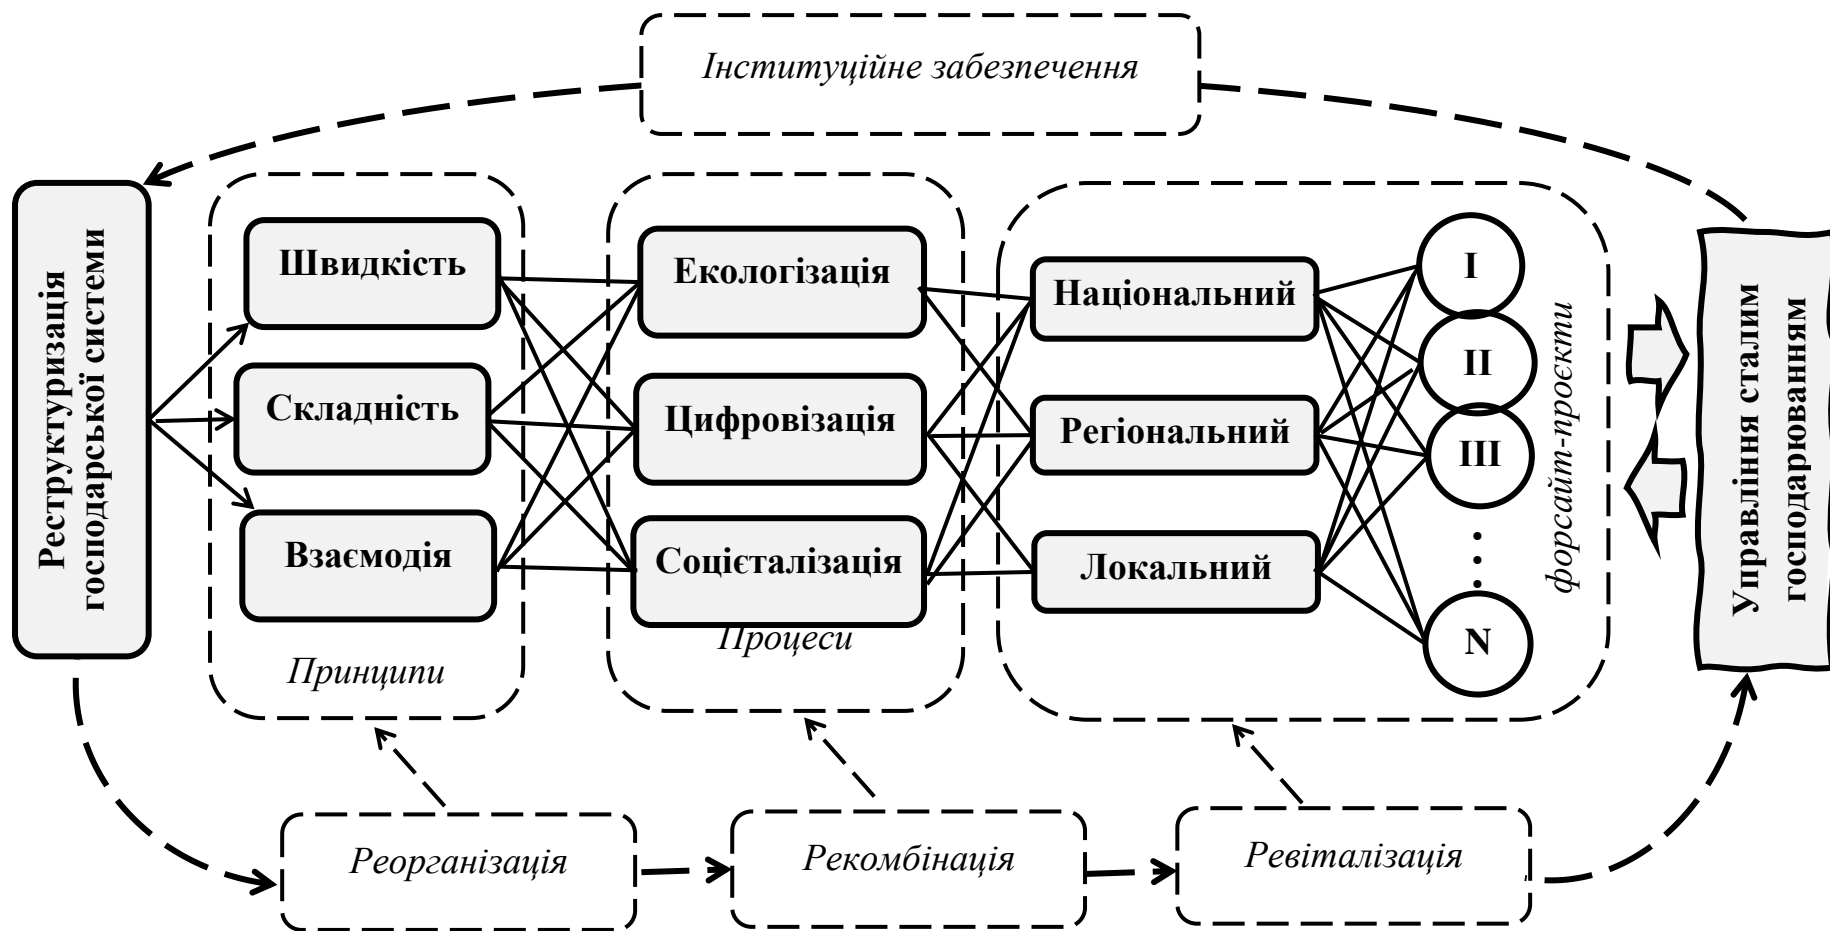 Інституційне забезпечення
Реструктуризація
господарської системи
Швидкість
Складність
Взаємодія
Принципи
Екологізація
Цифровізація
Соцієталізація
Процеси
Національний
Регіональний
Локальний
I
II
III
N
форсайт-проєкти
Управління сталим
господарюванням
Реорганізація
Рекомбінація
Ревіталізація